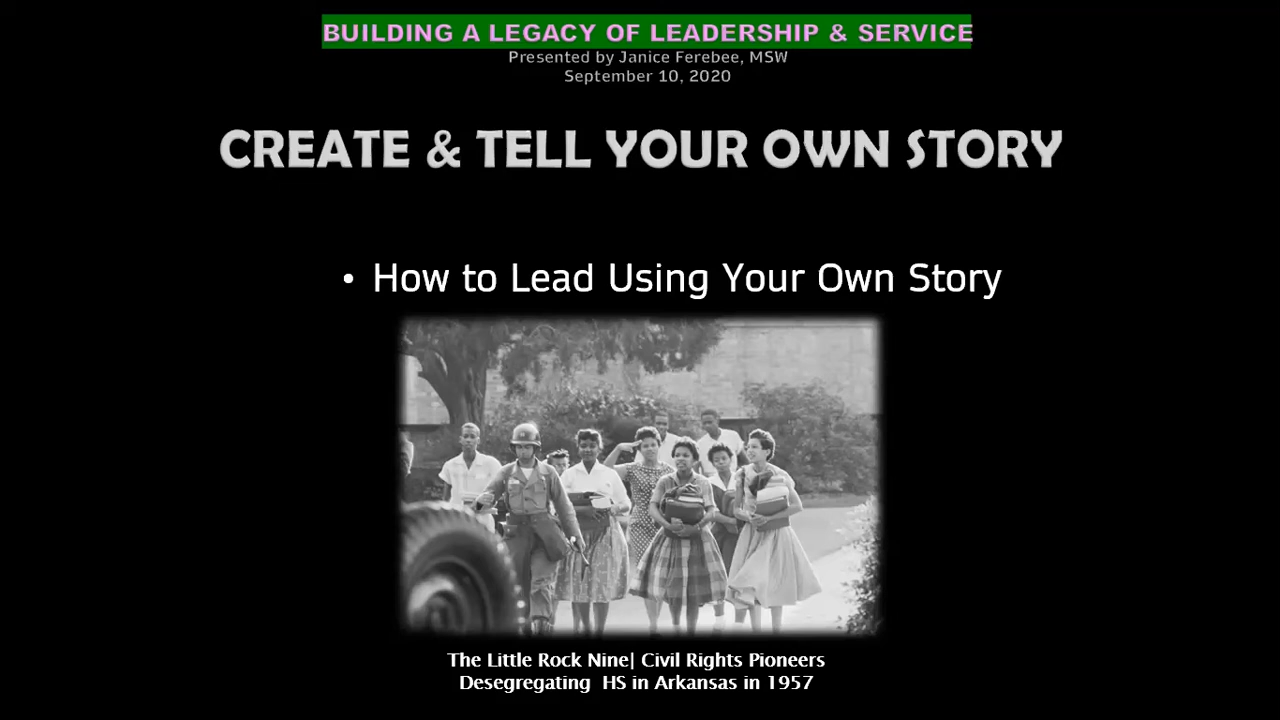 BUILDING A LEGACY OF LEADERSHIP & SERVICE
Presented by Janice Ferebee, MSW
September 10, 2020
CREATE & TELL YOUR OWN STORY
• How to Lead Using Your Own Story
The Little Rock Nine| Civil Rights Pioneers
Desegregating  HS in Arkansas in 1957